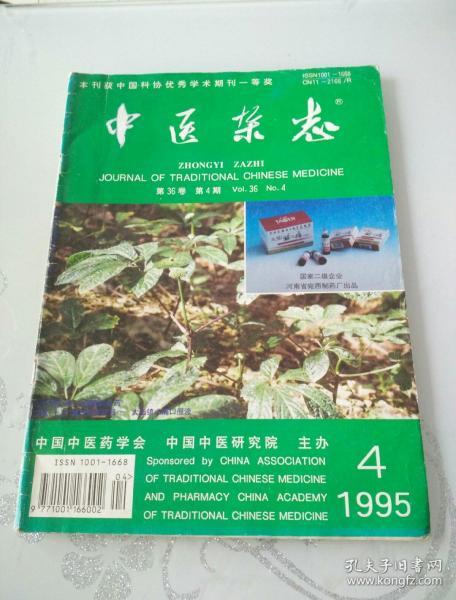 本刊获中国科协优秀学术期刊一等奖
ISSN1001-1668
CN11-2166/R
中医杂志®
ZHONGYI ZAZHI
JOURNAL OF TRADITIONAL CHINESE MEDICINE
第36卷 第4期 Vol. 36 No. 4
国家二级企业
河南省宛西制药厂出品
中国中医药学会 中国中医研究院 主办
ISSN 1001-1668
04>
9771001166002
Sponsored by CHINA ASSOCIATION
OF TRADITIONAL CHINESE MEDICINE
AND PHARMACY CHINA ACADEMY
OF TRADITIONAL CHINESE MEDICINE
4
1995
孔夫子旧书网
www.kongfz.com